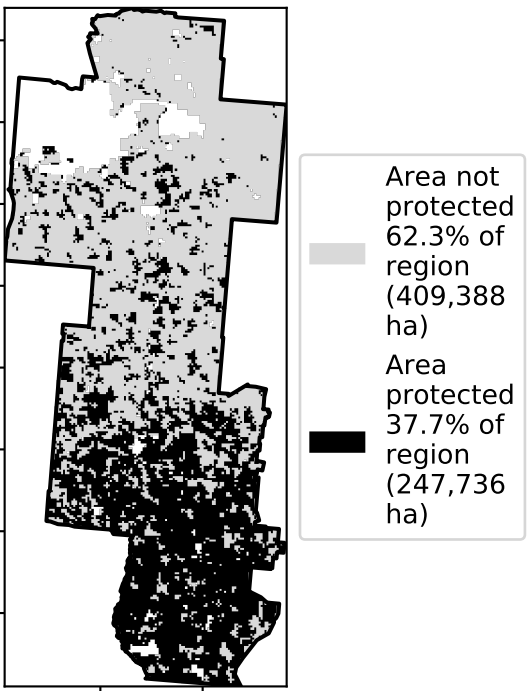 Area not
protected
62.3% of
region
(409,388
ha)
Area
protected
37.7% of
region
(247,736
ha)